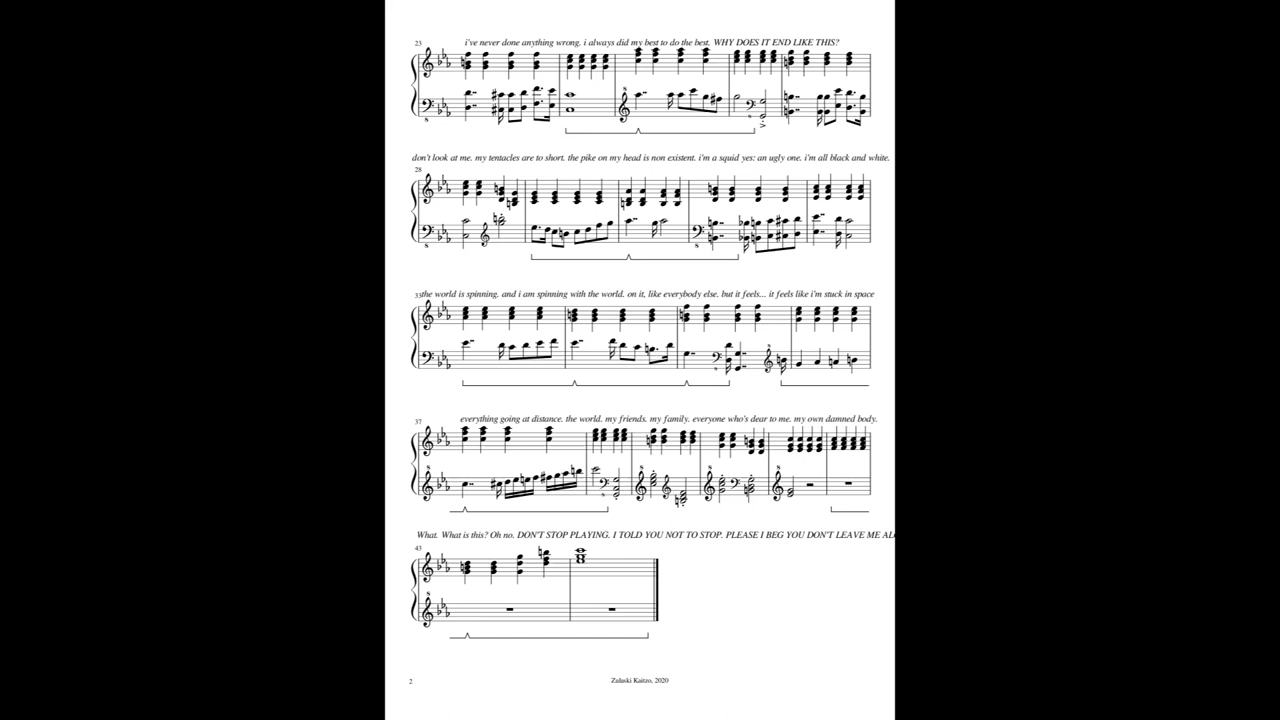 i've never done anything wrong. i always did my best to do the best. WHY DOES IT END LIKE THIS?
23
don't look at me. my tentacles are to short. the pike on my head is non existent. i'm a squid yes: an ugly one. i'm all black and white.
28
33 the world is spinning. and i am spinning with the world. on it, like everybody else. but it feels... it feels like i'm stuck in space
everything going at distance. the world. my friends. my family. everyone who's dear to me. my own damned body.
37
What. What is this? Oh no. DON'T STOP PLAYING. I TOLD YOU NOT TO STOP. PLEASE I BEG YOU DON'T LEAVE ME AL
43
2
Zuluski Kaitzo, 2020